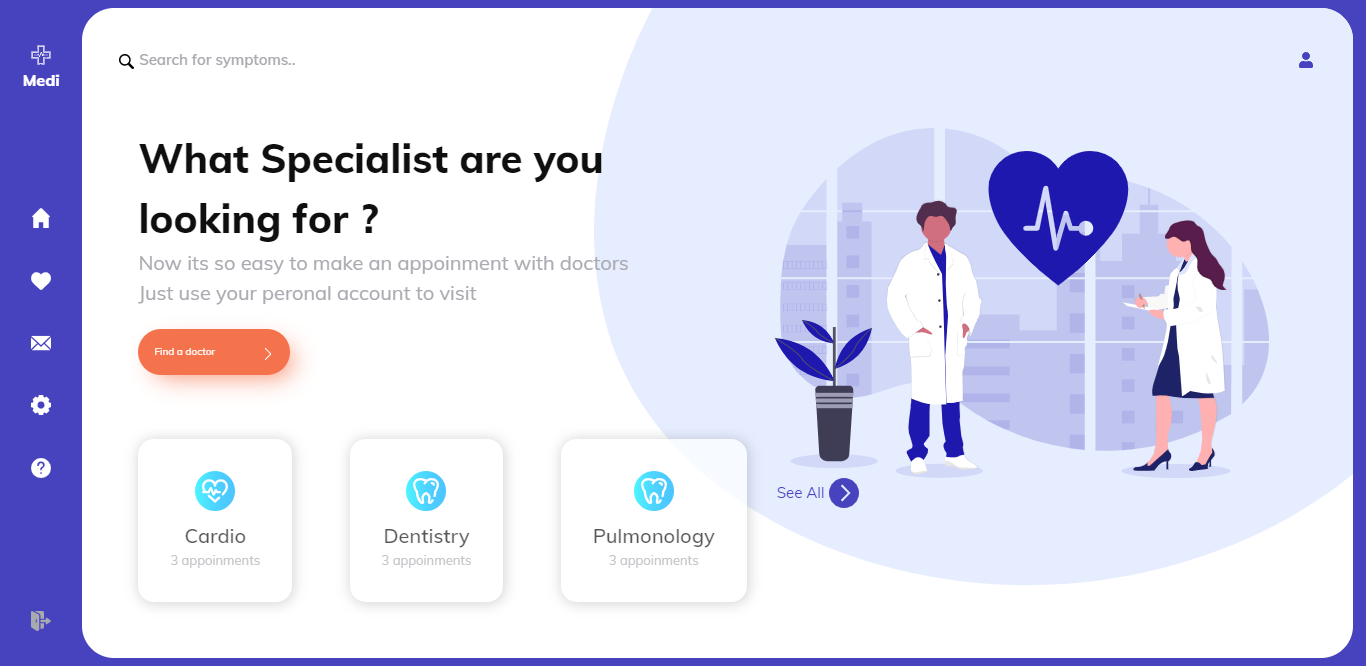 Medi
Search for symptoms..
What Specialist are you
looking for ?
Now its so easy to make an appoinment with doctors
Just use your peronal account to visit
Find a doctor
Cardio
3 appoinments
Dentistry
3 appoinments
Pulmonology
3 appoinments
See All